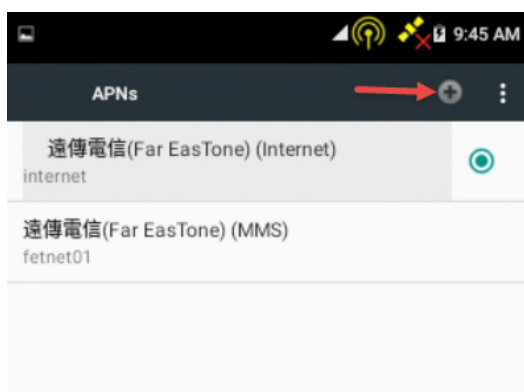 9:45 AM
APNs
遠傳電信(Far EasTone) (Internet)
internet
遠傳電信(Far EasTone) (MMS)
fetnet01